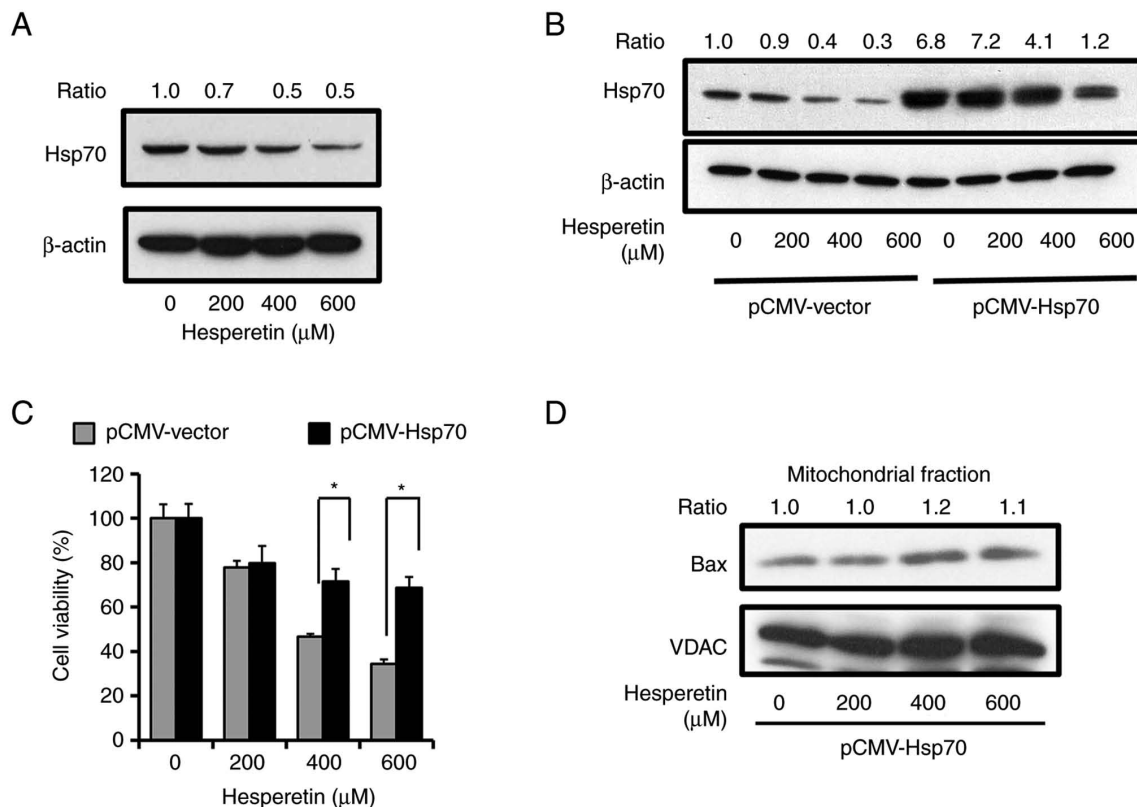 A
Ratio 1.0 0.7 0.5 0.5
Hsp70
β-actin
0 200 400 600
Hesperetin (μM)
B
Ratio 1.0 0.9 0.4 0.3 6.8 7.2 4.1 1.2
Hsp70
β-actin
Hesperetin
(μM)
0 200 400 600 0 200 400 600
pCMV-vector pCMV-Hsp70
C
pCMV-vector pCMV-Hsp70
120
100
80
60
40
20
0
Cell viability (%)
* *
0 200 400 600
Hesperetin (μM)
D
Mitochondrial fraction
Ratio 1.0 1.0 1.2 1.1
Bax
VDAC
Hesperetin
(μM)
0 200 400 600
pCMV-Hsp70